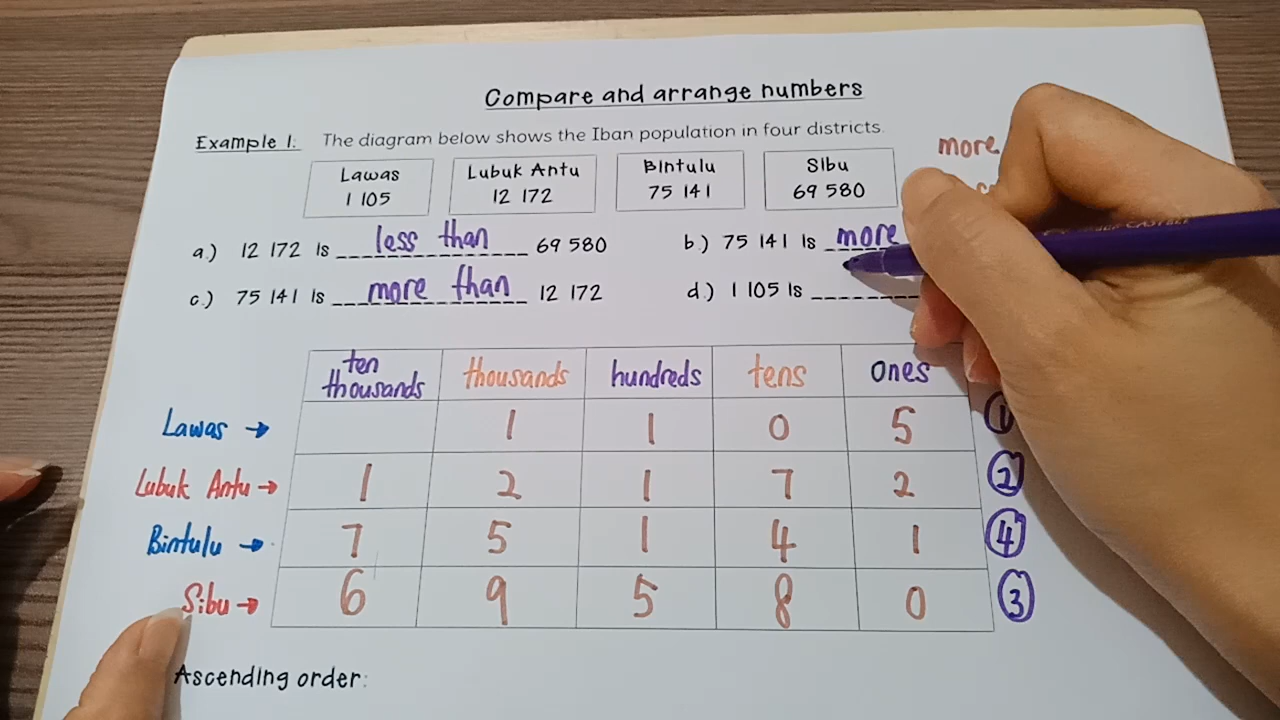 Compare and arrange numbers
Example 1: The diagram below shows the Iban population in four districts.
more
Lawas Lubuk Antu Bintulu Sibu
1 105 12 172 75 141 69 580
a.) 12 172 is less than 69 580 b.) 75 141 is more
c.) 75 141 is more than 12 172 d.) 1 105 is
ten thousands thousands hundreds tens ones
Lawas → 1 1 0 5 1
Lubuk Antu → 1 2 1 7 2 2
Bintulu → 7 5 1 4 1 4
Sibu → 6 9 5 8 0 3
Ascending order: